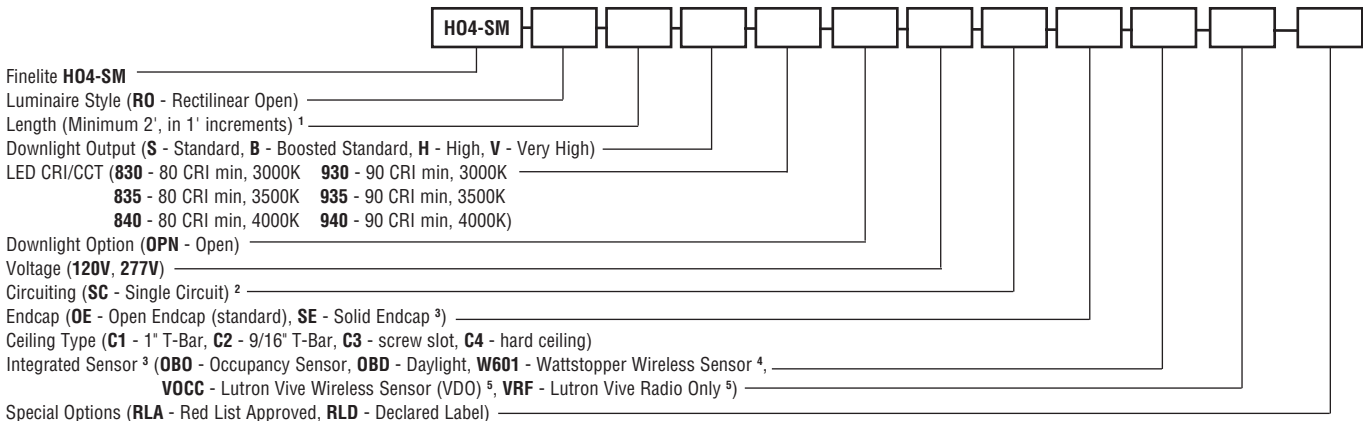 HO4-SM
Finelite HO4-SM
Luminaire Style (RO - Rectilinear Open)
Length (Minimum 2', in 1' increments) ¹
Downlight Output (S - Standard, B - Boosted Standard, H - High, V - Very High)
LED CRI/CCT (830 - 80 CRI min, 3000K 930 - 90 CRI min, 3000K
835 - 80 CRI min, 3500K 935 - 90 CRI min, 3500K
840 - 80 CRI min, 4000K 940 - 90 CRI min, 4000K)
Downlight Option (OPN - Open)
Voltage (120V, 277V)
Circuiting (SC - Single Circuit) ²
Endcap (OE - Open Endcap (standard), SE - Solid Endcap ³)
Ceiling Type (C1 - 1" T-Bar, C2 - 9/16" T-Bar, C3 - screw slot, C4 - hard ceiling)
Integrated Sensor ³ (OBO - Occupancy Sensor, OBD - Daylight, W601 - Wattstopper Wireless Sensor ⁴,
VOCC - Lutron Vive Wireless Sensor (VDO) ⁵, VRF - Lutron Vive Radio Only ⁵)
Special Options (RLA - Red List Approved, RLD - Declared Label)